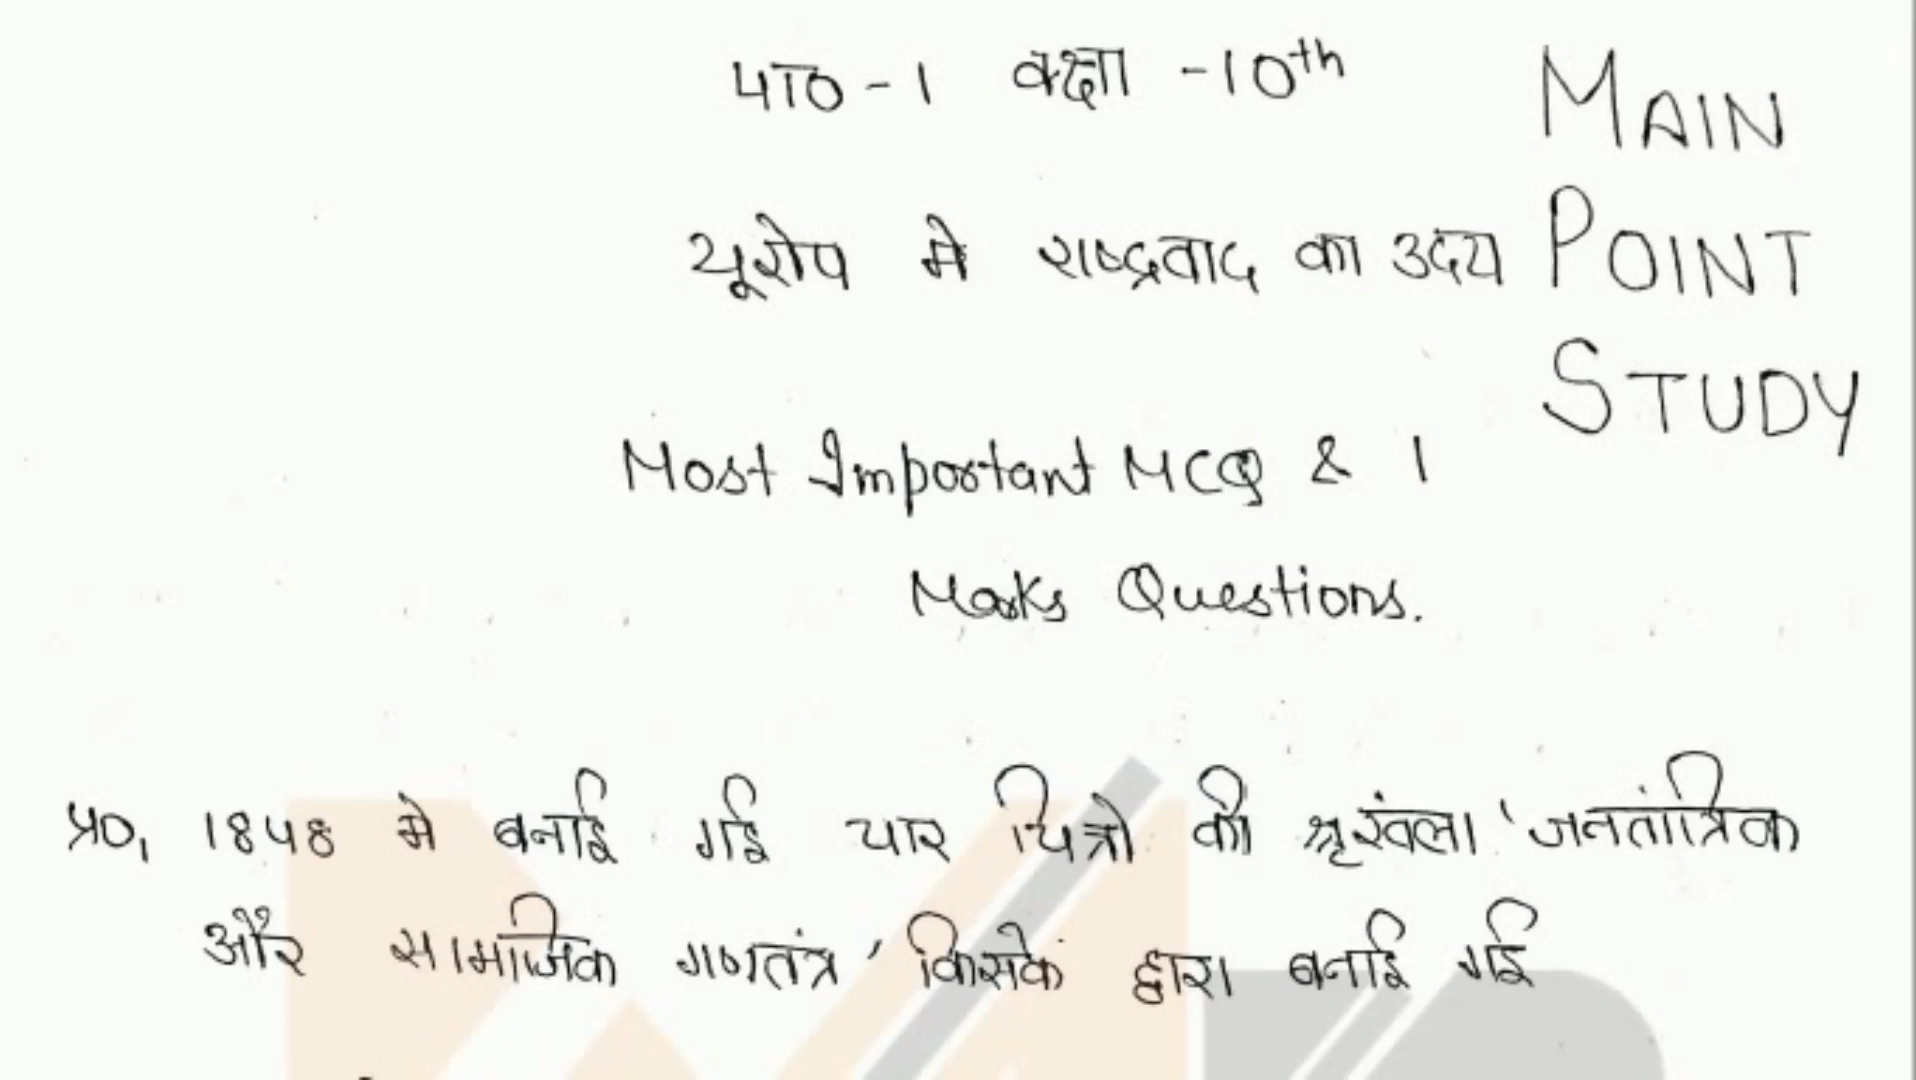 पा0-1 कक्षा -10th
MAIN
यूरोप मे राष्ट्रवाद का उदय
POINT
STUDY
Most Important MCQ & 1
Marks Questions.
प्र0, 1848 मे बनाई गई चार चित्रो की श्रृखंला 'जनतांत्रिक
और सामाजिक गणतंत्र' किसके द्वारा बनाई गई